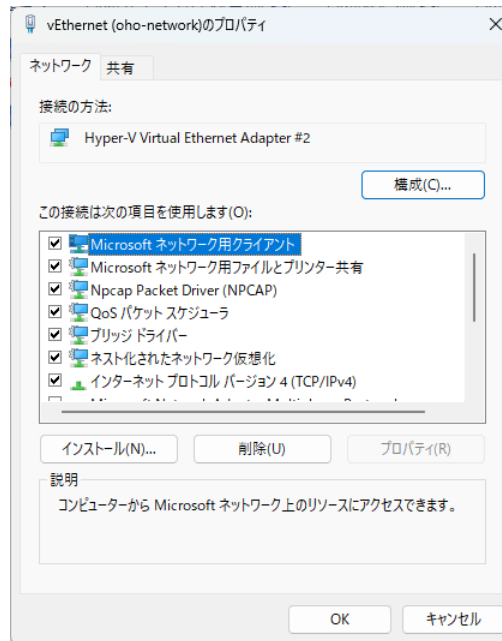 vEthernet (oho-network)のプロパティ
ネットワーク 共有
接続の方法:
Hyper-V Virtual Ethernet Adapter #2
構成(C)...
この接続は次の項目を使用します(O):
Microsoft ネットワーク用クライアント
Microsoft ネットワーク用ファイルとプリンター共有
Npcap Packet Driver (NPCAP)
QoS パケット スケジューラ
ブリッジ ドライバー
ネスト化されたネットワーク仮想化
インターネット プロトコル バージョン 4 (TCP/IPv4)
インストール(N)... 削除(U) プロパティ(R)
説明
コンピューターから Microsoft ネットワーク上のリソースにアクセスできます。
OK キャンセル